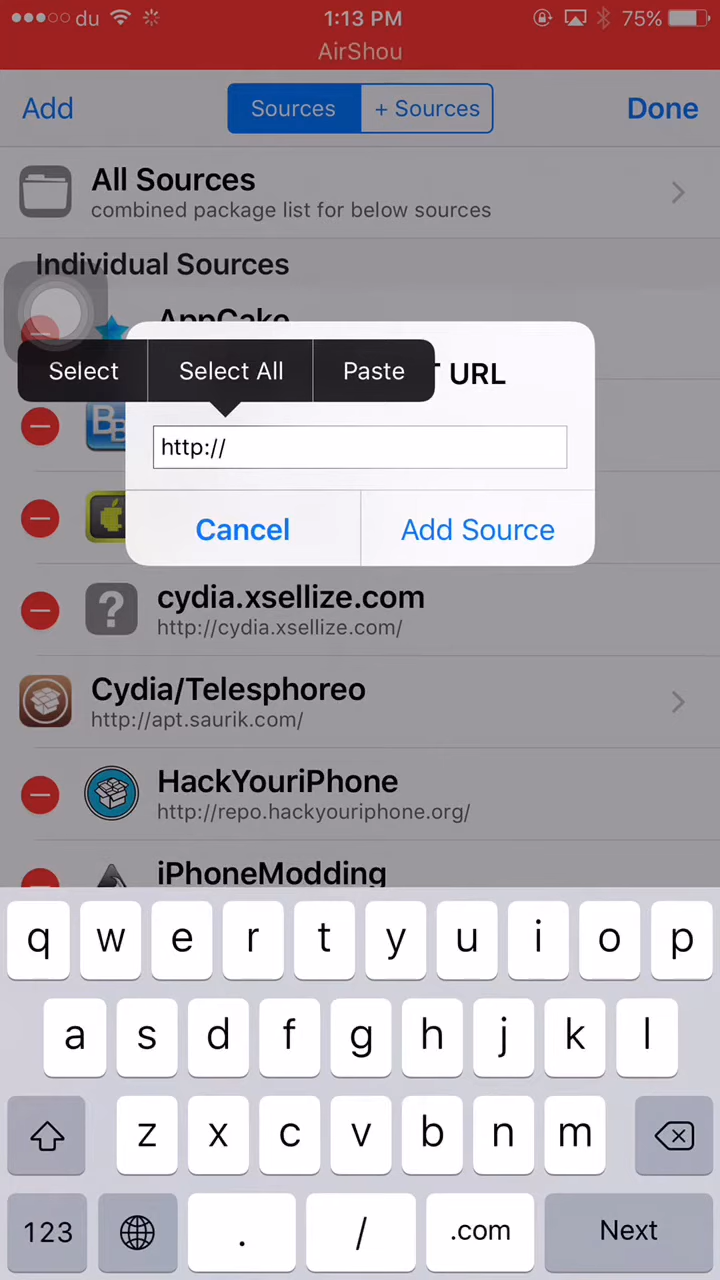 du 1:13 PM 75%
AirShou
Add Sources + Sources Done
All Sources
combined package list for below sources
Individual Sources
AppCake
Select Select All Paste URL
http://
Cancel Add Source
cydia.xsellize.com
http://cydia.xsellize.com/
Cydia/Telesphoreo
http://apt.saurik.com/
HackYouriPhone
http://repo.hackyouriphone.org/
iPhoneModding
q w e r t y u i o p
a s d f g h j k l
z x c v b n m
123 . / .com Next